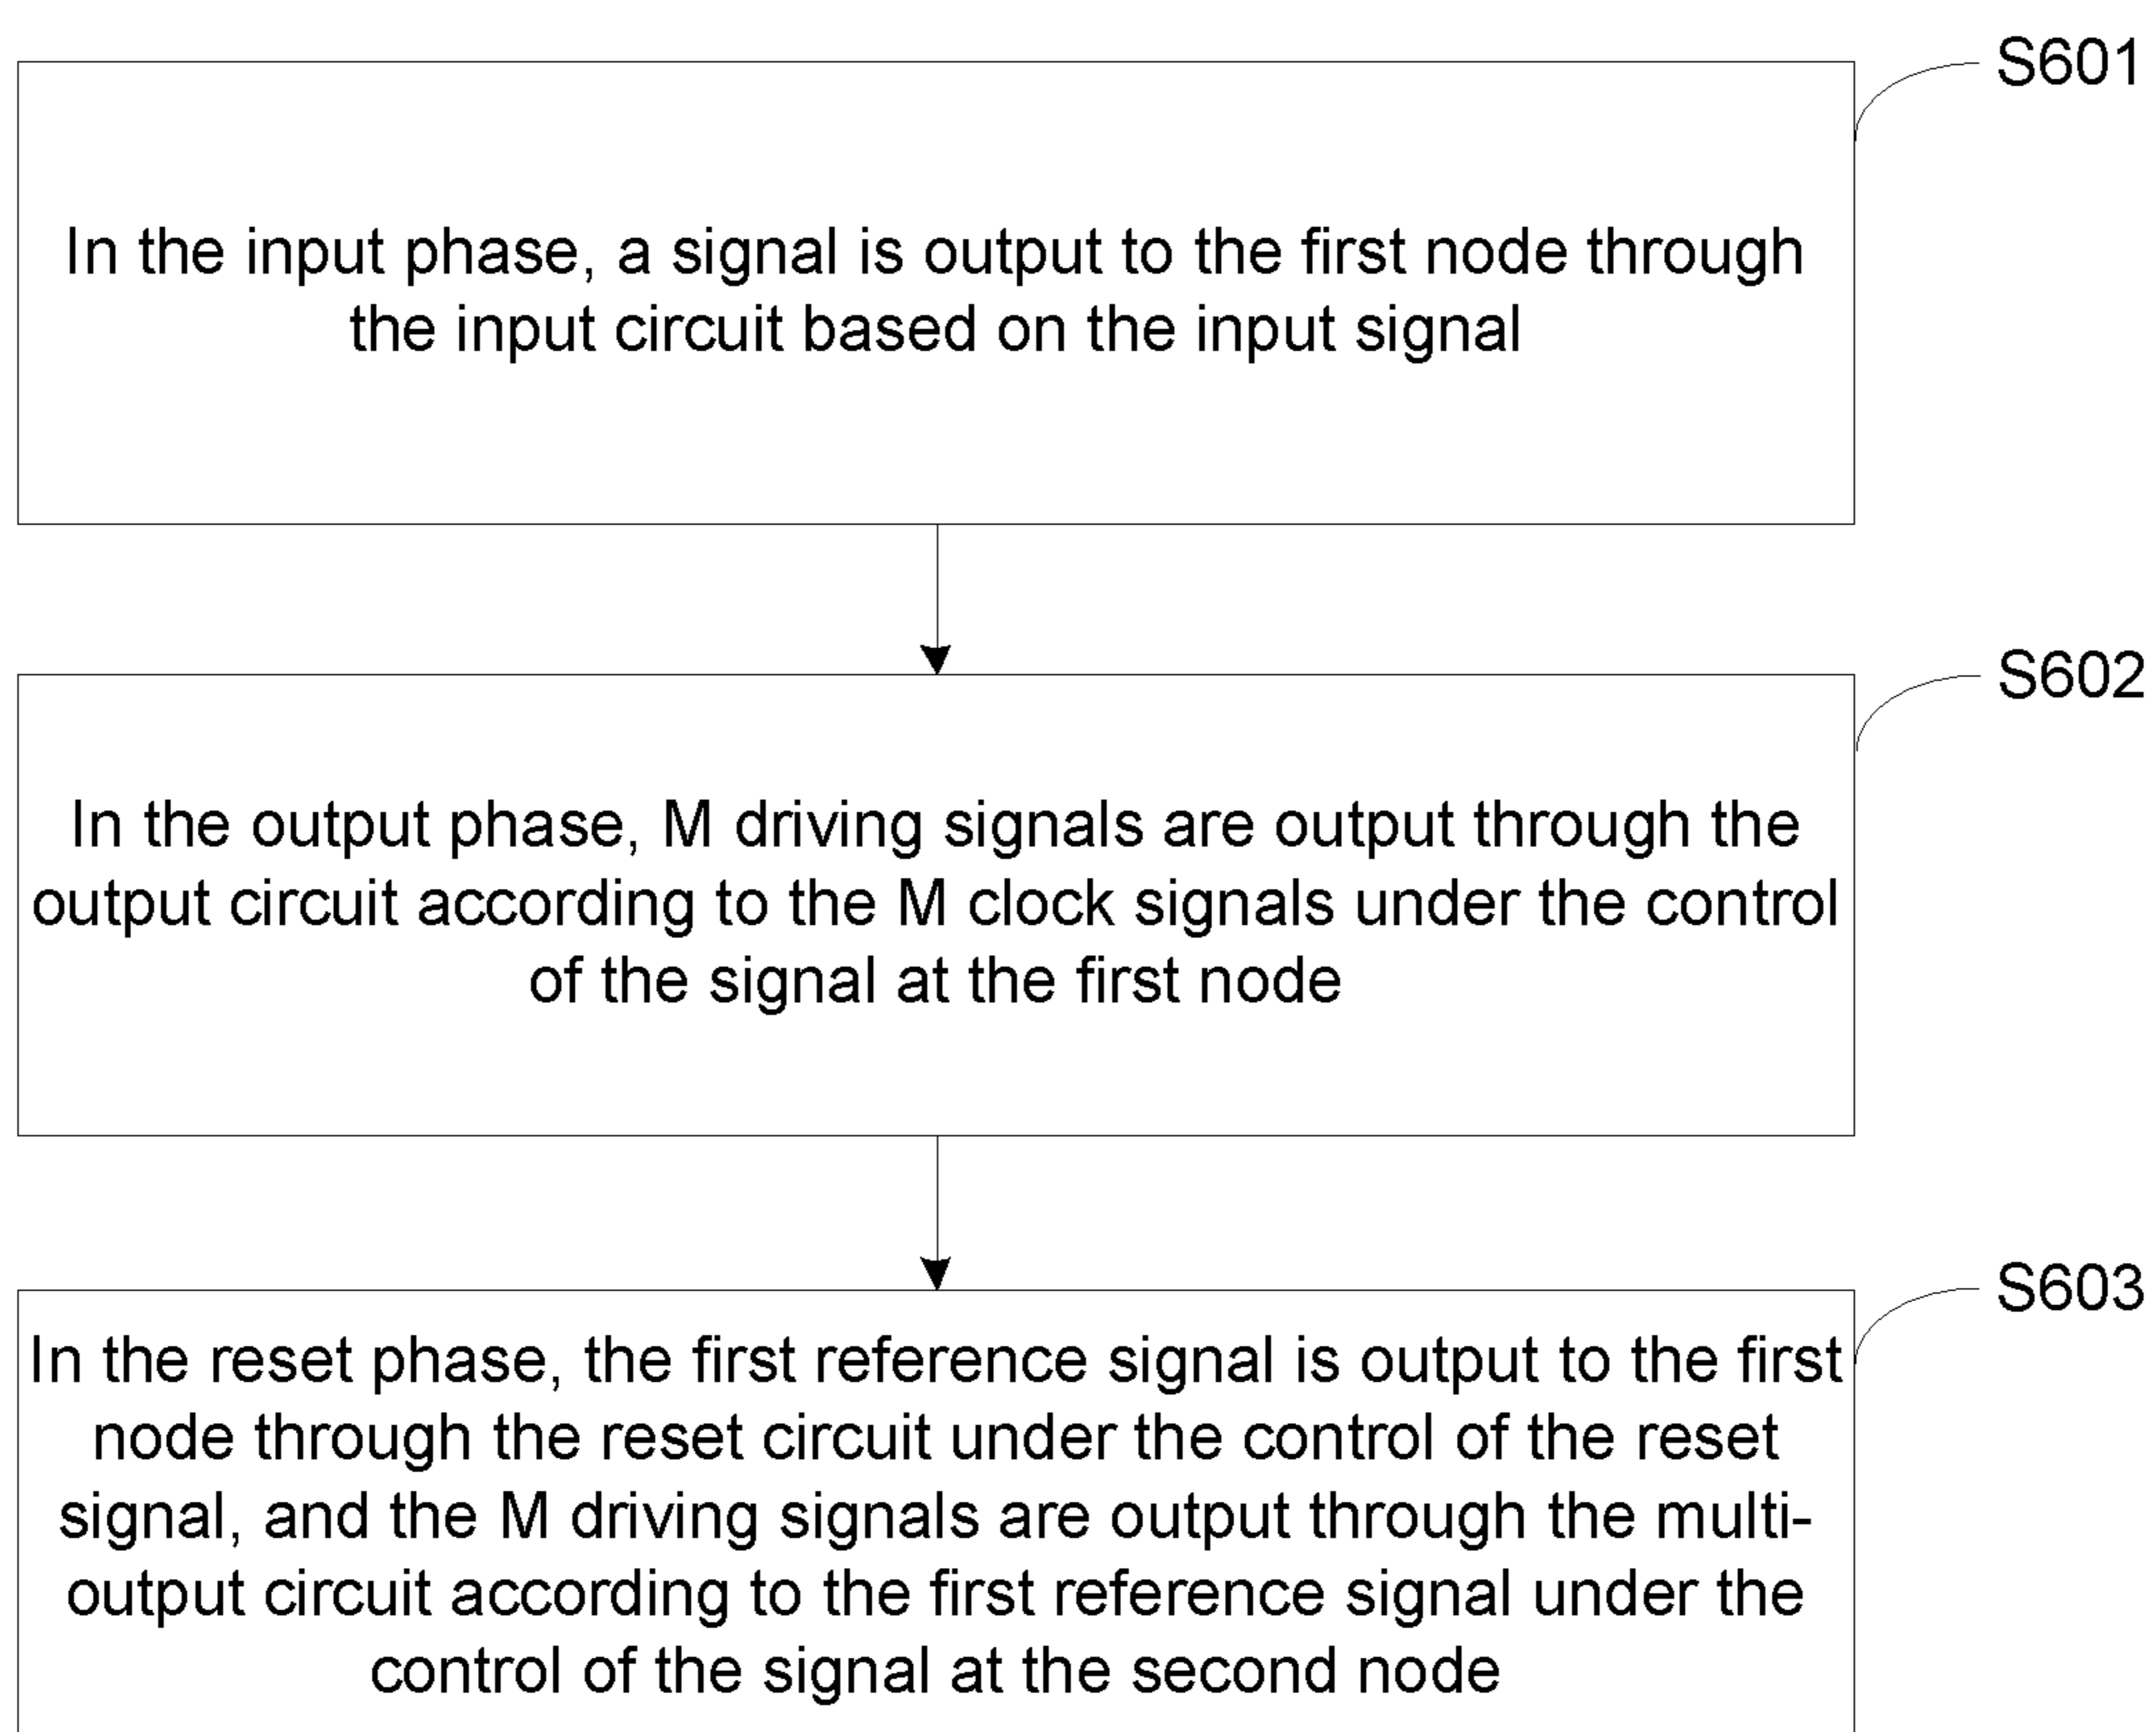 S601
In the input phase, a signal is output to the first node through
the input circuit based on the input signal
S602
In the output phase, M driving signals are output through the
output circuit according to the M clock signals under the control
of the signal at the first node
S603
In the reset phase, the first reference signal is output to the first
node through the reset circuit under the control of the reset
signal, and the M driving signals are output through the multi-
output circuit according to the first reference signal under the
control of the signal at the second node